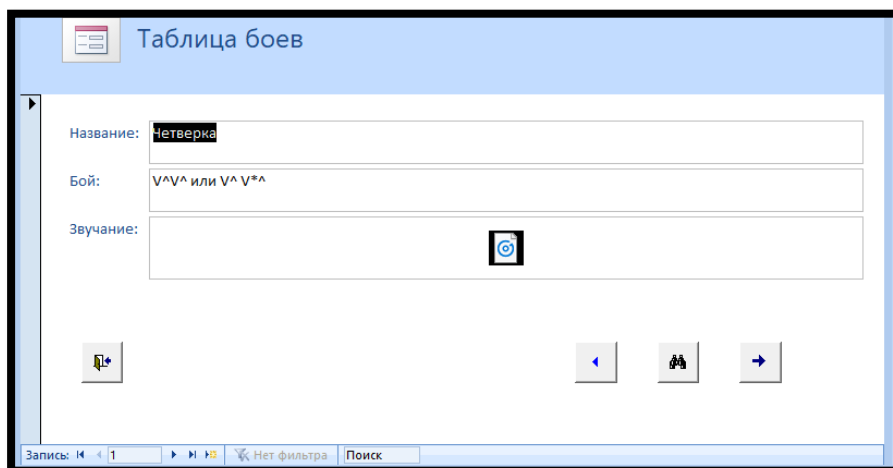 Таблица боев
Название: Четверка
Бой: V^V^ или V^ V*^
Звучание:
Запись: 1 Нет фильтра Поиск